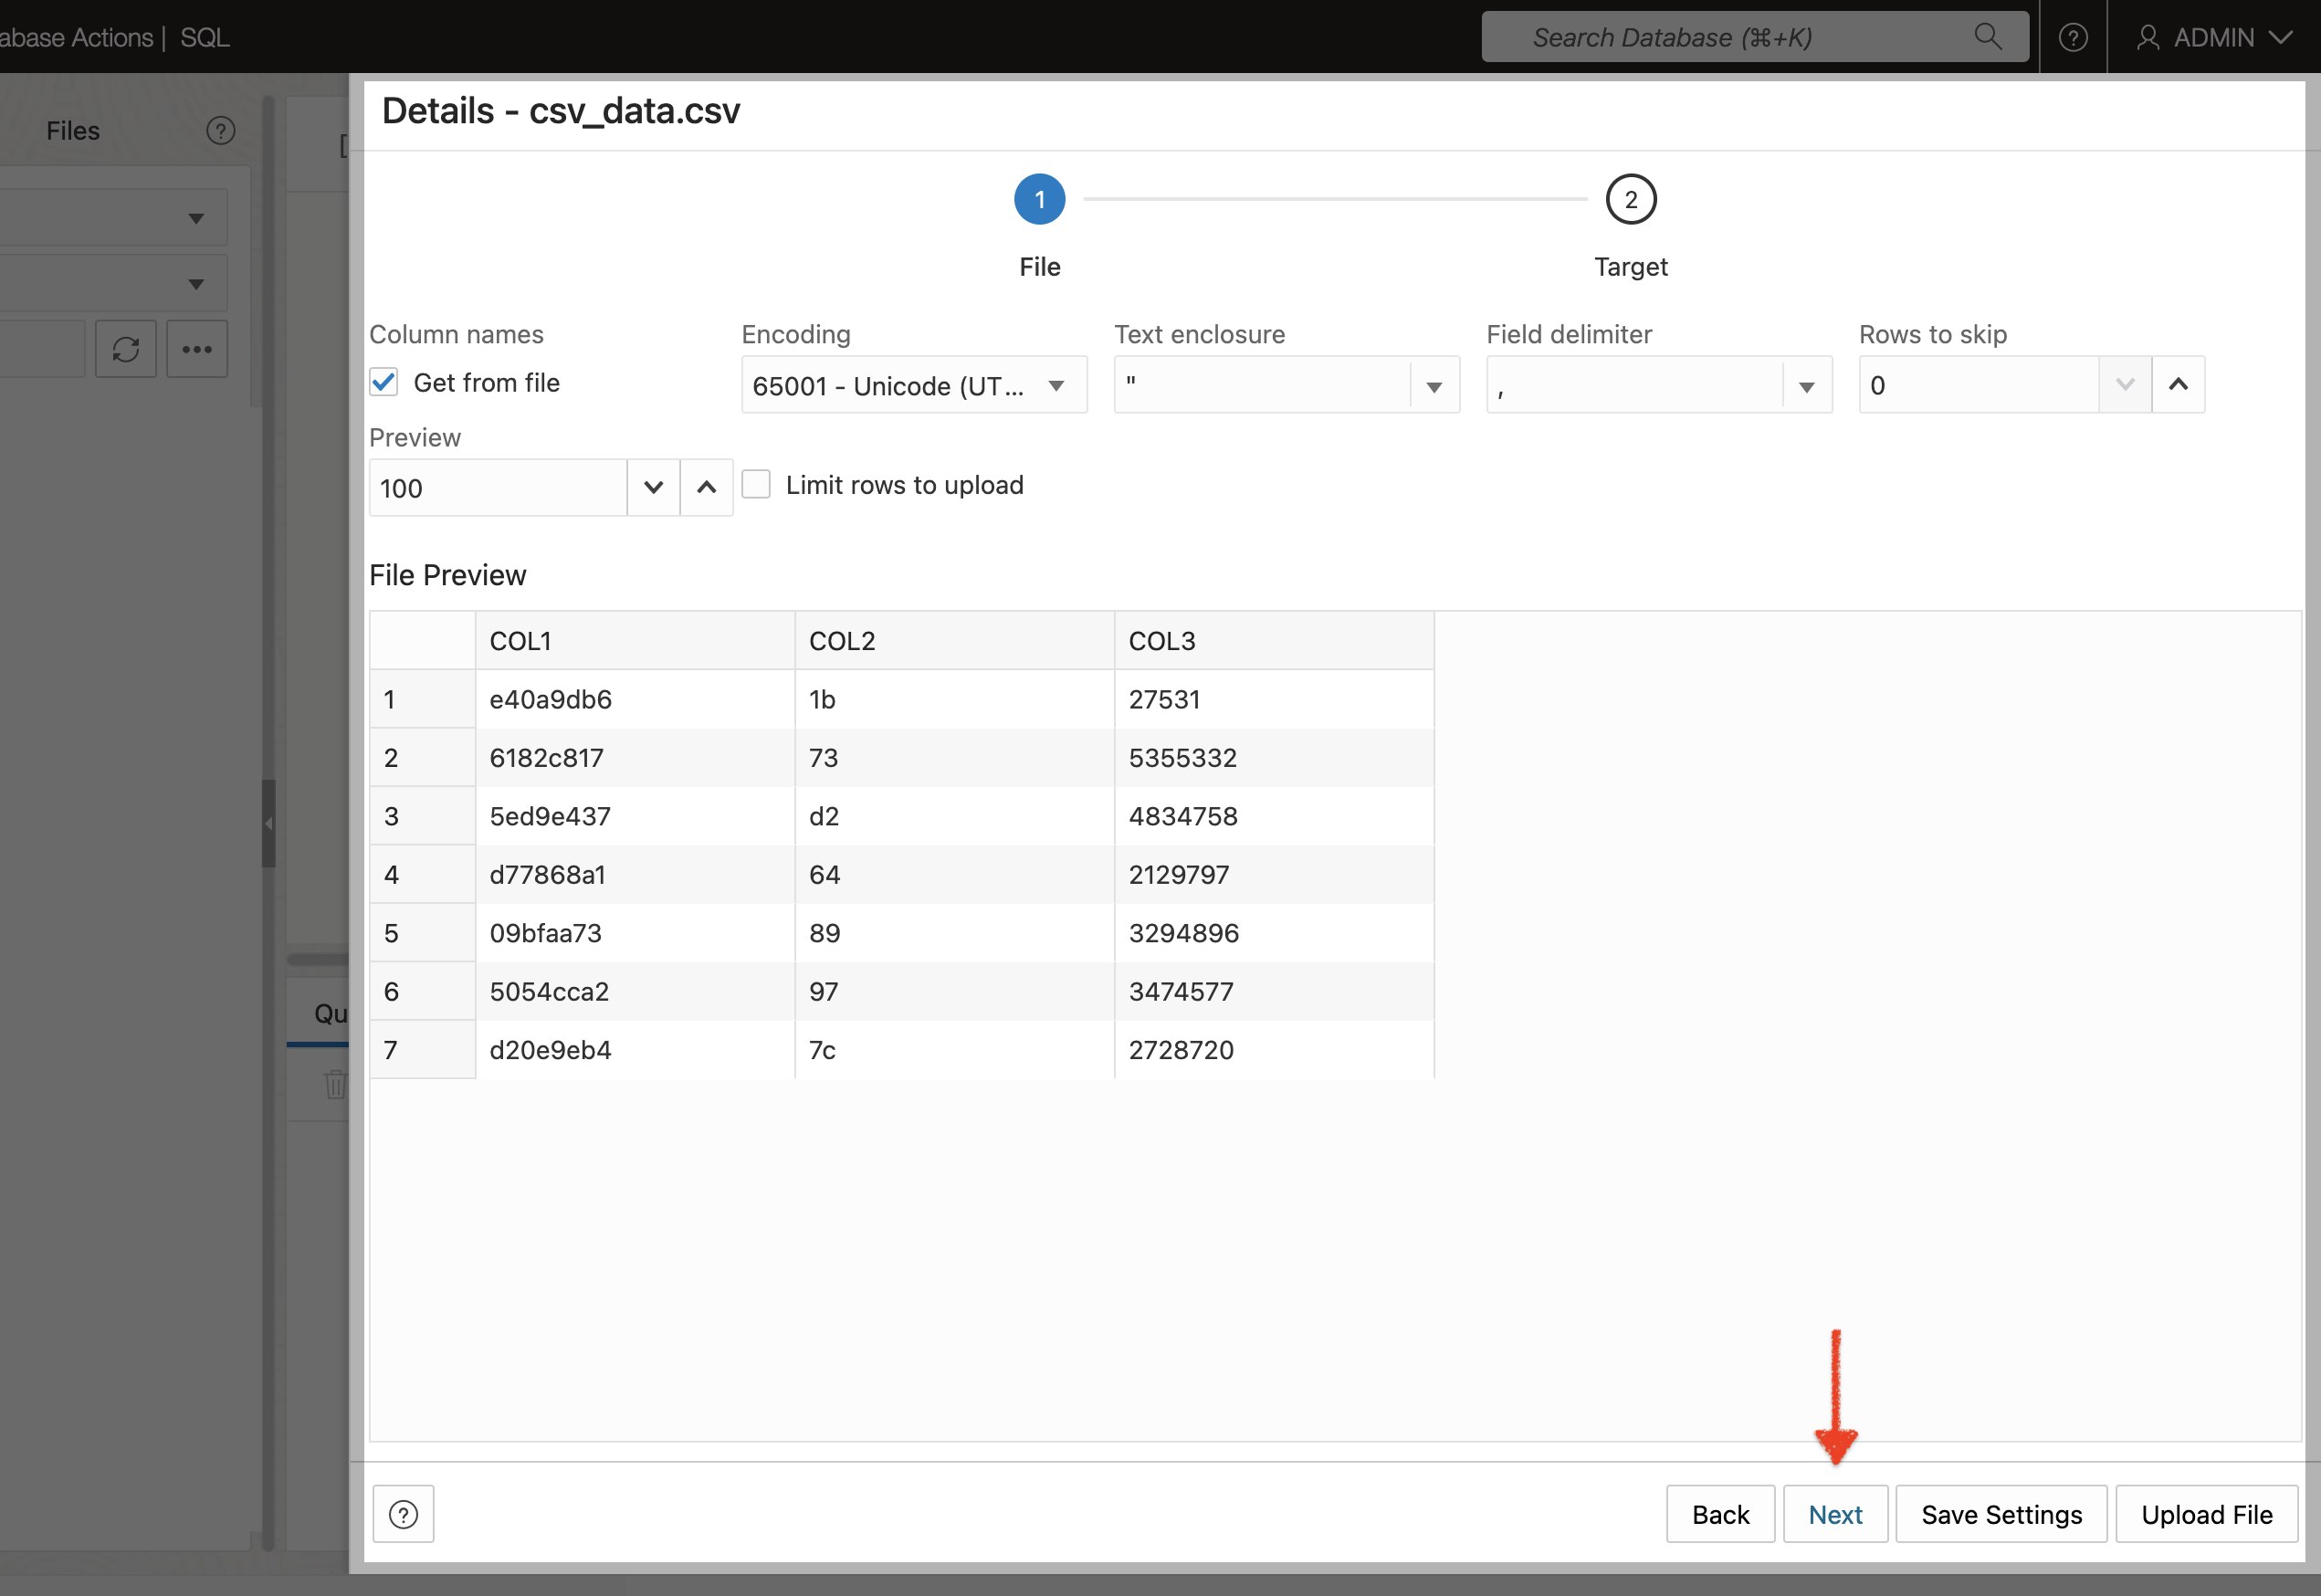 abase Actions | SQL
Search Database (⌘+K)
? ADMIN
Files ?
Details - csv_data.csv
1 2
File Target
Column names Encoding Text enclosure Field delimiter Rows to skip
Get from file 65001 - Unicode (UT... " , 0
Preview
100 Limit rows to upload
File Preview
COL1 COL2 COL3
1 e40a9db6 1b 27531
2 6182c817 73 5355332
3 5ed9e437 d2 4834758
4 d77868a1 64 2129797
5 09bfaa73 89 3294896
6 5054cca2 97 3474577
7 d20e9eb4 7c 2728720
Qu
? Back Next Save Settings Upload File